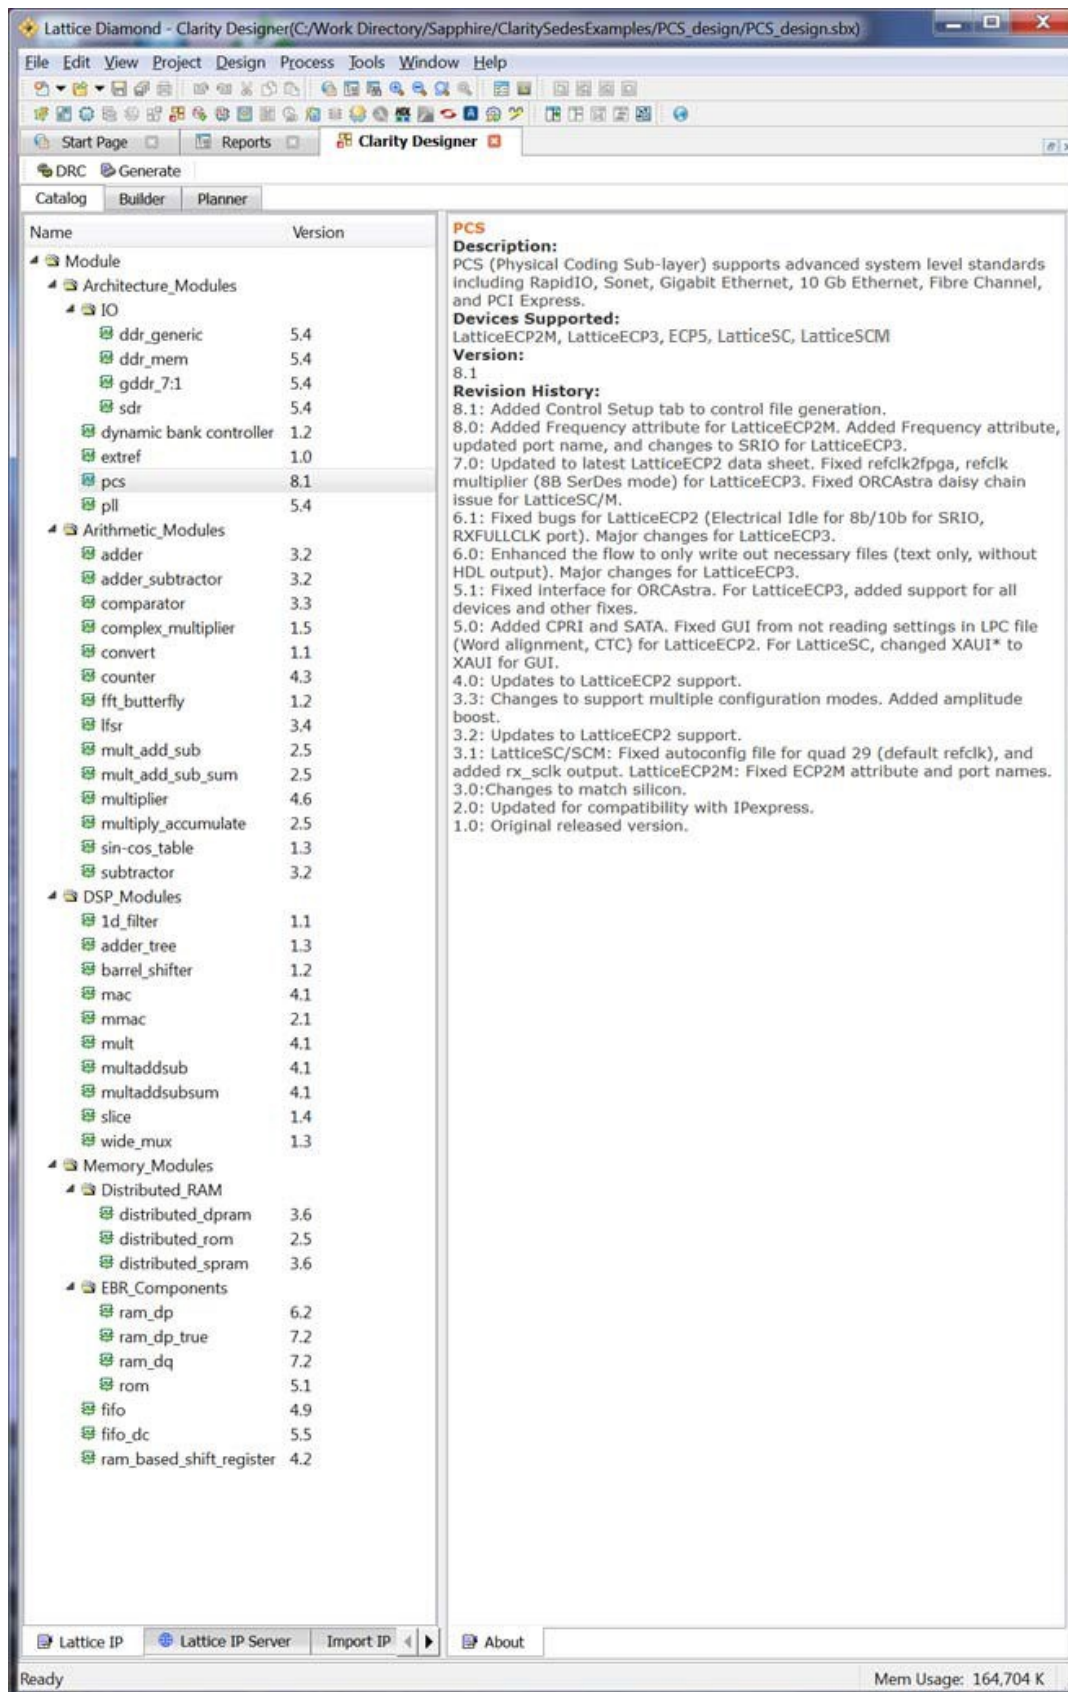 Lattice Diamond - Clarity Designer(C:/Work Directory/Sapphire/ClaritySedesExamples/PCS_design/PCS_design.sbx)
File Edit View Project Design Process Tools Window Help
Start Page Reports Clarity Designer
DRC Generate
Catalog Builder Planner
Name Version
Module
Architecture_Modules
IO
ddr_generic 5.4
ddr_mem 5.4
gddr_7:1 5.4
sdr 5.4
dynamic bank controller 1.2
extref 1.0
pcs 8.1
pll 5.4
Arithmetic_Modules
adder 3.2
adder_subtractor 3.2
comparator 3.3
complex_multiplier 1.5
convert 1.1
counter 4.3
fft_butterfly 1.2
lfsr 3.4
mult_add_sub 2.5
mult_add_sub_sum 2.5
multiplier 4.6
multiply_accumulate 2.5
sin-cos_table 1.3
subtractor 3.2
DSP_Modules
1d_filter 1.1
adder_tree 1.3
barrel_shifter 1.2
mac 4.1
mmac 2.1
mult 4.1
multaddsub 4.1
multaddsubsum 4.1
slice 1.4
wide_mux 1.3
Memory_Modules
Distributed_RAM
distributed_dpram 3.6
distributed_rom 2.5
distributed_spram 3.6
EBR_Components
ram_dp 6.2
ram_dp_true 7.2
ram_dq 7.2
rom 5.1
fifo 4.9
fifo_dc 5.5
ram_based_shift_register 4.2
Lattice IP Lattice IP Server Import IP
PCS
Description:
PCS (Physical Coding Sub-layer) supports advanced system level standards
including RapidIO, Sonet, Gigabit Ethernet, 10 Gb Ethernet, Fibre Channel,
and PCI Express.
Devices Supported:
LatticeECP2M, LatticeECP3, ECP5, LatticeSC, LatticeSCM
Version:
8.1
Revision History:
8.1: Added Control Setup tab to control file generation.
8.0: Added Frequency attribute for LatticeECP2M. Added Frequency attribute,
updated port name, and changes to SRIO for LatticeECP3.
7.0: Updated to latest LatticeECP2 data sheet. Fixed refclk2fpga, refclk
multiplier (8B SerDes mode) for LatticeECP3. Fixed ORCAstra daisy chain
issue for LatticeSC/M.
6.1: Fixed bugs for LatticeECP2 (Electrical Idle for 8b/10b for SRIO,
RXFULLCLK port). Major changes for LatticeECP3.
6.0: Enhanced the flow to only write out necessary files (text only, without
HDL output). Major changes for LatticeECP3.
5.1: Fixed interface for ORCAstra. For LatticeECP3, added support for all
devices and other fixes.
5.0: Added CPRI and SATA. Fixed GUI from not reading settings in LPC file
(Word alignment, CTC) for LatticeECP2. For LatticeSC, changed XAUI* to
XAUI for GUI.
4.0: Updates to LatticeECP2 support.
3.3: Changes to support multiple configuration modes. Added amplitude
boost.
3.2: Updates to LatticeECP2 support.
3.1: LatticeSC/SCM: Fixed autoconfig file for quad 29 (default refclk), and
added rx_sclk output. LatticeECP2M: Fixed ECP2M attribute and port names.
3.0:Changes to match silicon.
2.0: Updated for compatibility with IPexpress.
1.0: Original released version.
About
Ready Mem Usage: 164,704 K